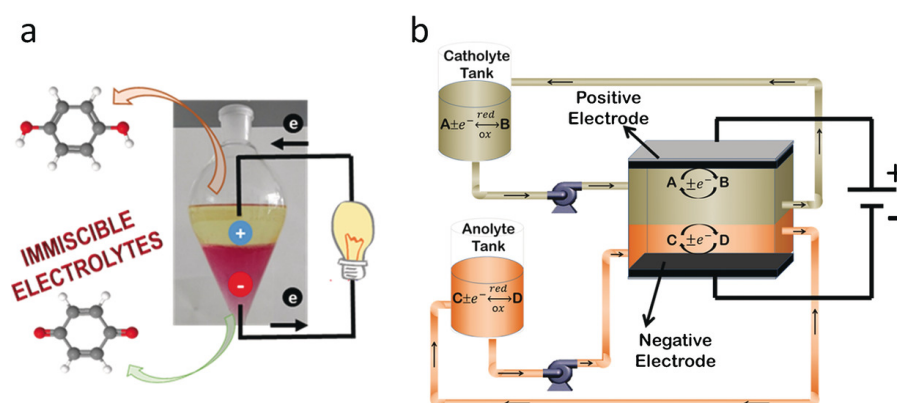 a
b
e
+
-
e
IMMISCIBLE
ELECTROLYTES
Catholyte
Tank
A±e⁻ red ⟷ B
ox
Positive
Electrode
A ±e⁻ B
C ±e⁻ D
+
-
Anolyte
Tank
C±e⁻ red ⟷ D
ox
Negative
Electrode